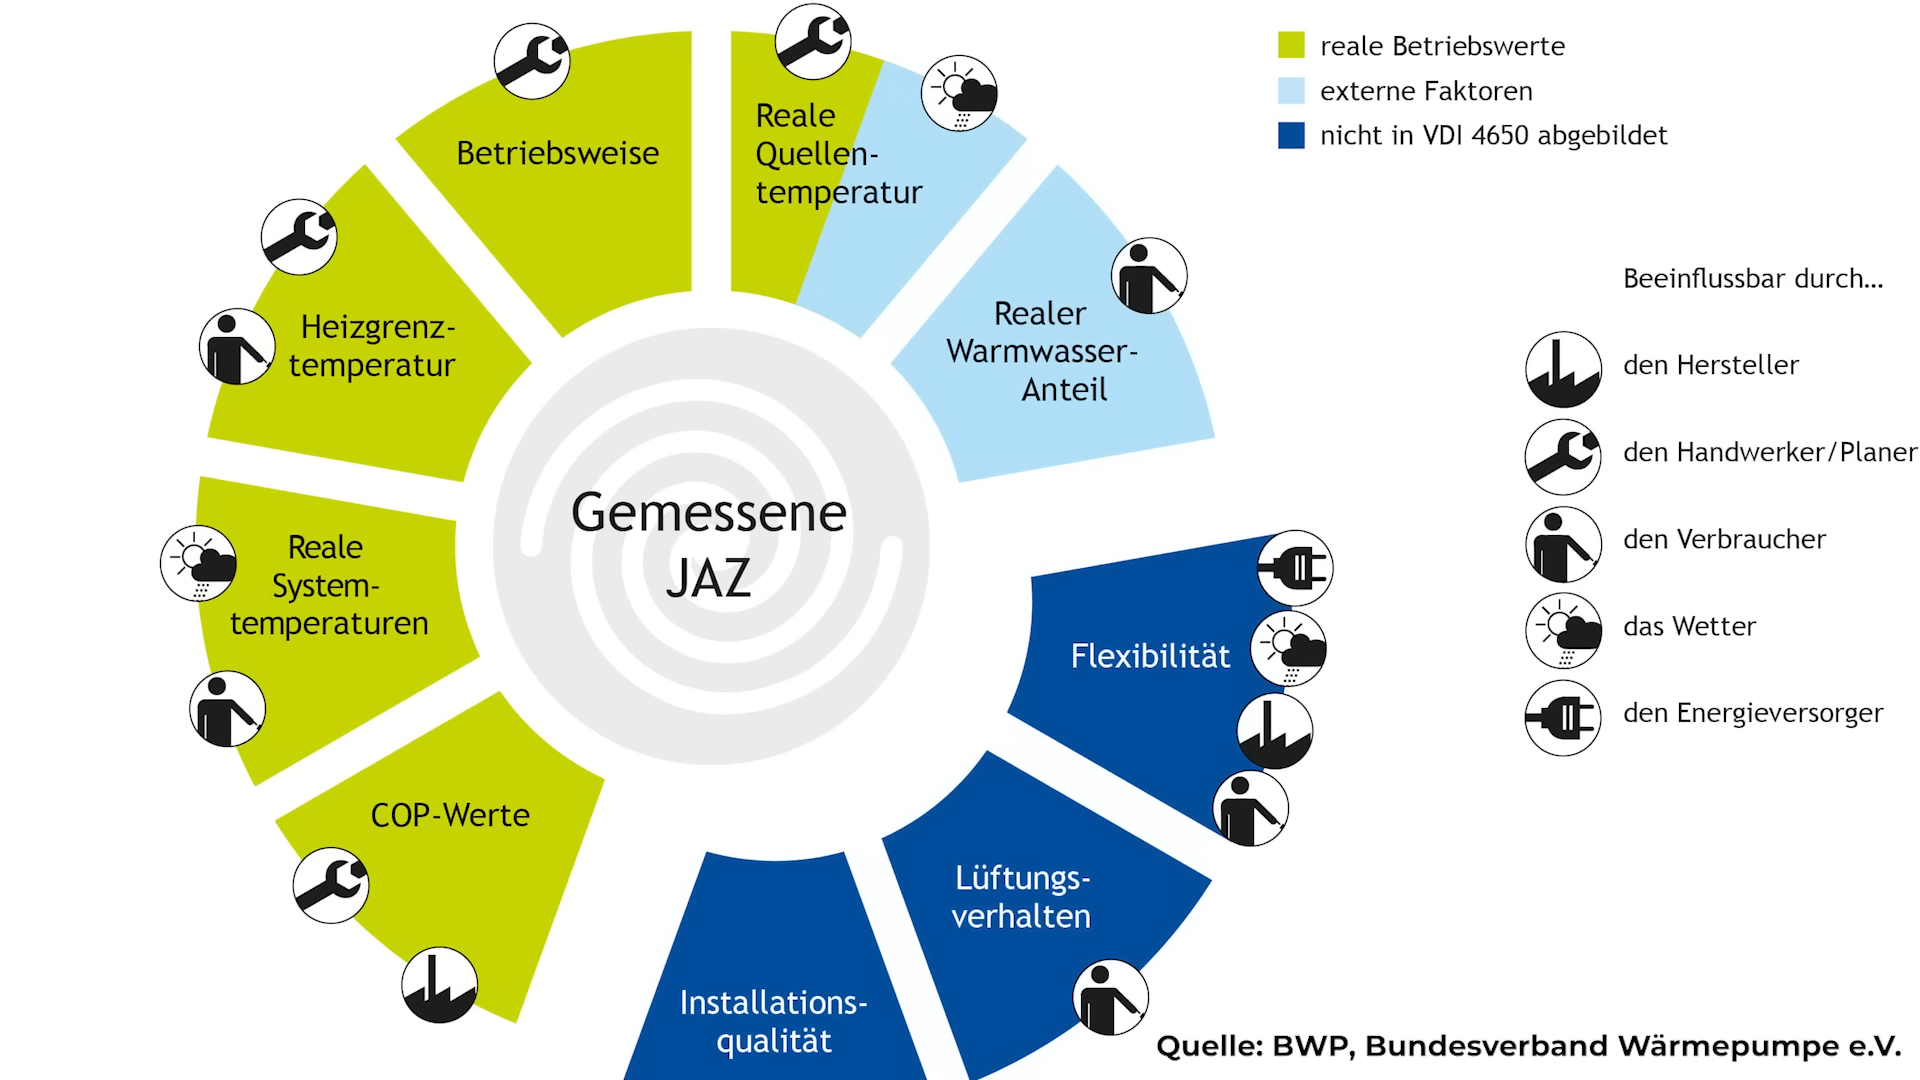 reale Betriebswerte
externe Faktoren
nicht in VDI 4650 abgebildet
Betriebsweise
Reale
Quellen-
temperatur
Realer
Warmwasser-
Anteil
Heizgrenz-
temperatur
Reale
System-
temperaturen
COP-Werte
Gemessene
JAZ
Flexibilität
Lüftungs-
verhalten
Installations-
qualität
Beeinflussbar durch...
den Hersteller
den Handwerker/Planer
den Verbraucher
das Wetter
den Energieversorger
Quelle: BWP, Bundesverband Wärmepumpe e.V.